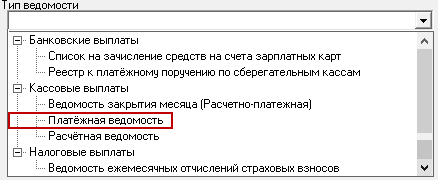 Тип ведомости
Банковские выплаты
Список на зачисление средств на счета зарплатных карт
Реестр к платёжному поручению по сберегательным кассам
Кассовые выплаты
Ведомость закрытия месяца (Расчетно-платежная)
Платёжная ведомость
Расчётная ведомость
Налоговые выплаты
Ведомость ежемесячных отчислений страховых взносов